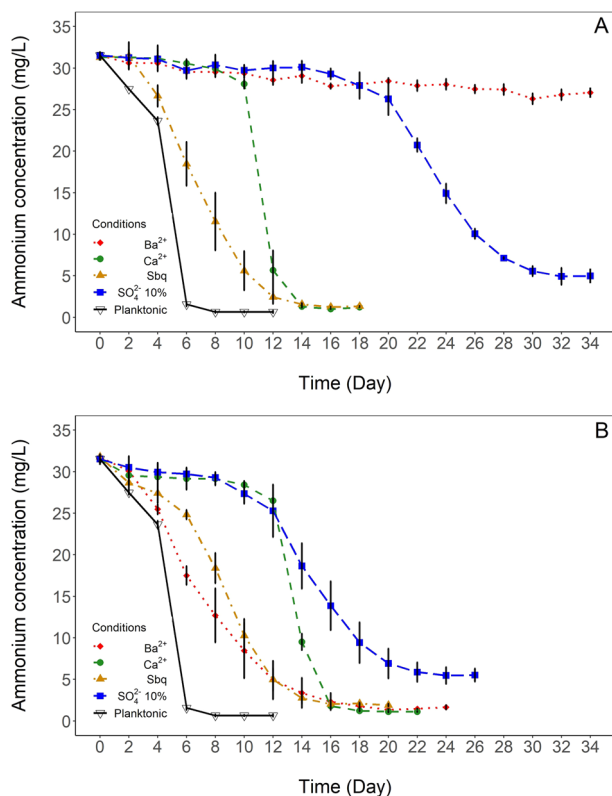 A
Ammonium concentration (mg/L)
35
30
25
20
15
10
5
0
Conditions
Ba²⁺
Ca²⁺
Sbq
SO₄²⁻ 10%
Planktonic
0 2 4 6 8 10 12 14 16 18 20 22 24 26 28 30 32 34
Time (Day)
B
Ammonium concentration (mg/L)
35
30
25
20
15
10
5
0
Conditions
Ba²⁺
Ca²⁺
Sbq
SO₄²⁻ 10%
Planktonic
0 2 4 6 8 10 12 14 16 18 20 22 24 26 28 30 32 34
Time (Day)